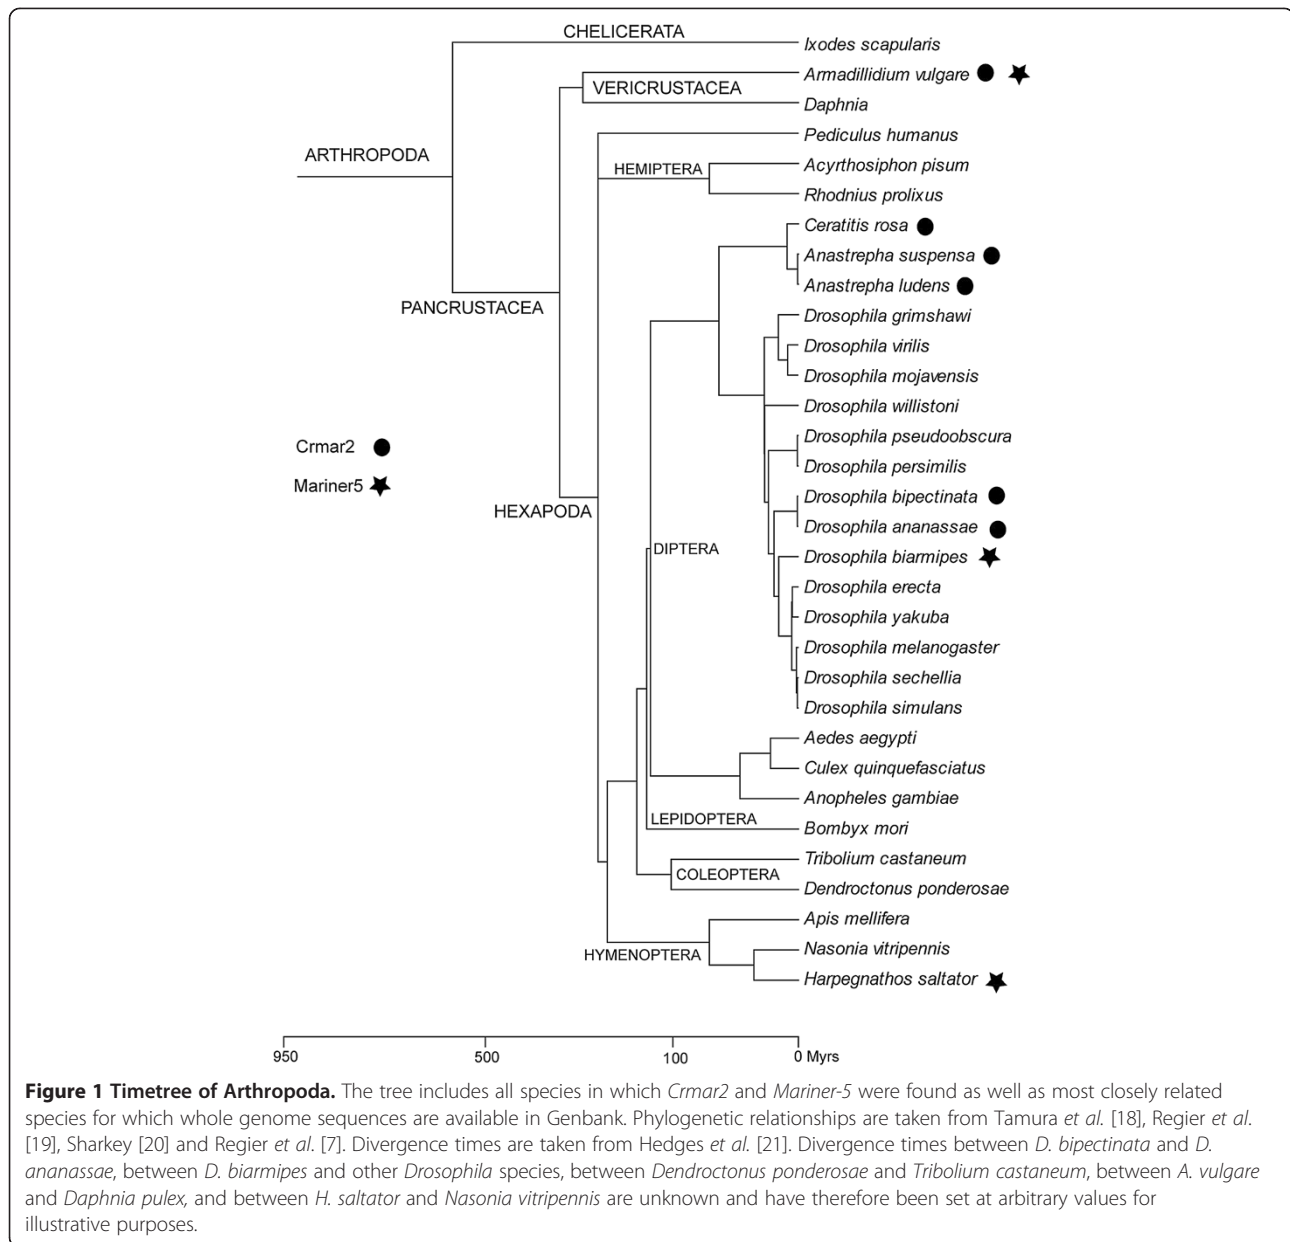 CHELICERATA
Ixodes scapularis
Armadillidium vulgare
VERICRUSTACEA
Daphnia
Pediculus humanus
ARTHROPODA
Acyrthosiphon pisum
HEMIPTERA
Rhodnius prolixus
Ceratitis rosa
Anastrepha suspensa
Anastrepha ludens
PANCRUSTACEA
Drosophila grimshawi
Drosophila virilis
Drosophila mojavensis
Drosophila willistoni
Drosophila pseudoobscura
Crmar2
Drosophila persimilis
Mariner5
Drosophila bipectinata
HEXAPODA
Drosophila ananassae
DIPTERA
Drosophila biarmipes
Drosophila erecta
Drosophila yakuba
Drosophila melanogaster
Drosophila sechellia
Drosophila simulans
Aedes aegypti
Culex quinquefasciatus
Anopheles gambiae
LEPIDOPTERA
Bombyx mori
Tribolium castaneum
COLEOPTERA
Dendroctonus ponderosae
Apis mellifera
Nasonia vitripennis
HYMENOPTERA
Harpegnathos saltator
950 500 100 0 Myrs
Figure 1 Timetree of Arthropoda. The tree includes all species in which Crmar2 and Mariner-5 were found as well as most closely related
species for which whole genome sequences are available in Genbank. Phylogenetic relationships are taken from Tamura et al. [18], Regier et al.
[19], Sharkey [20] and Regier et al. [7]. Divergence times are taken from Hedges et al. [21]. Divergence times between D. bipectinata and D.
ananassae, between D. biarmipes and other Drosophila species, between Dendroctonus ponderosae and Tribolium castaneum, between A. vulgare
and Daphnia pulex, and between H. saltator and Nasonia vitripennis are unknown and have therefore been set at arbitrary values for
illustrative purposes.